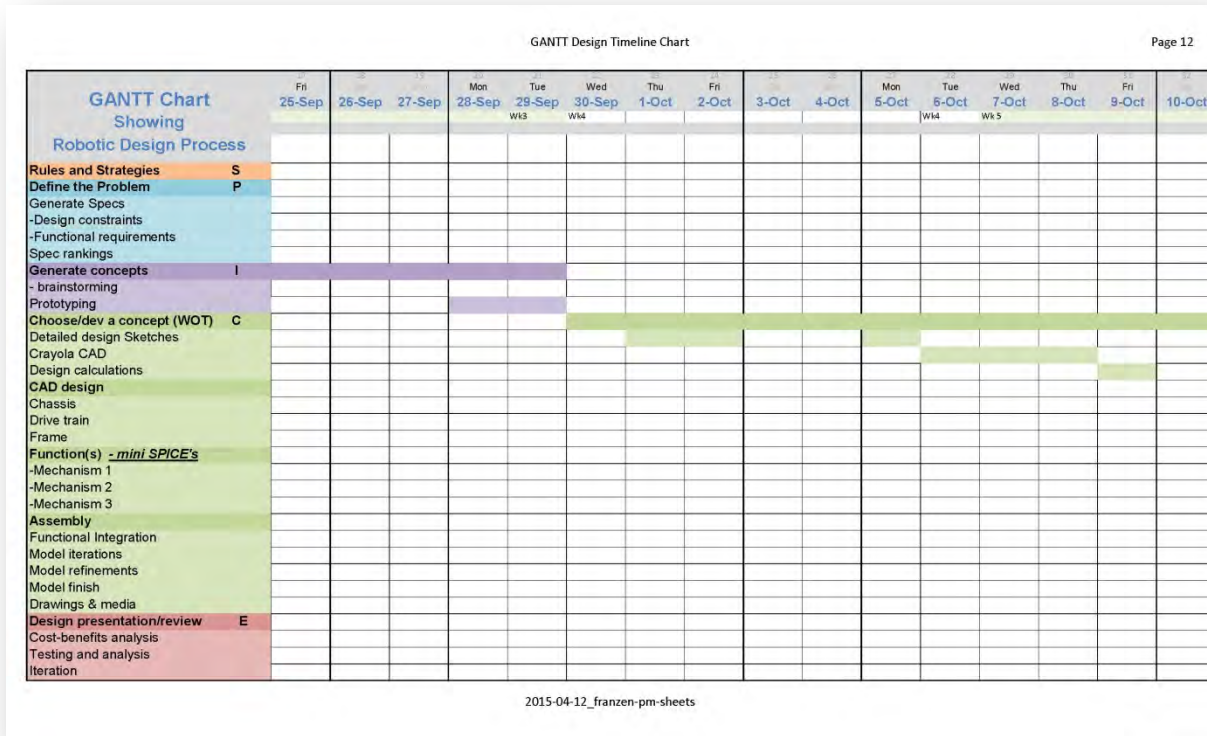 GANTT Design Timeline Chart Page 12
GANTT Chart
Showing
Robotic Design Process
Fri Mon Tue Wed Thu Fri Mon Tue Wed Thu Fri
25-Sep 26-Sep 27-Sep 28-Sep 29-Sep 30-Sep 1-Oct 2-Oct 3-Oct 4-Oct 5-Oct 6-Oct 7-Oct 8-Oct 9-Oct 10-Oct
Wk3 Wk4 Wk4 Wk 5
Rules and Strategies S
Define the Problem P
Generate Specs
-Design constraints
-Functional requirements
Spec rankings
Generate concepts I
- brainstorming
Prototyping
Choose/dev a concept (WOT) C
Detailed design Sketches
Crayola CAD
Design calculations
CAD design
Chassis
Drive train
Frame
Function(s) - mini SPICE's
-Mechanism 1
-Mechanism 2
-Mechanism 3
Assembly
Functional Integration
Model iterations
Model refinements
Model finish
Drawings & media
Design presentation/review E
Cost-benefits analysis
Testing and analysis
Iteration
2015-04-12_franzen-pm-sheets